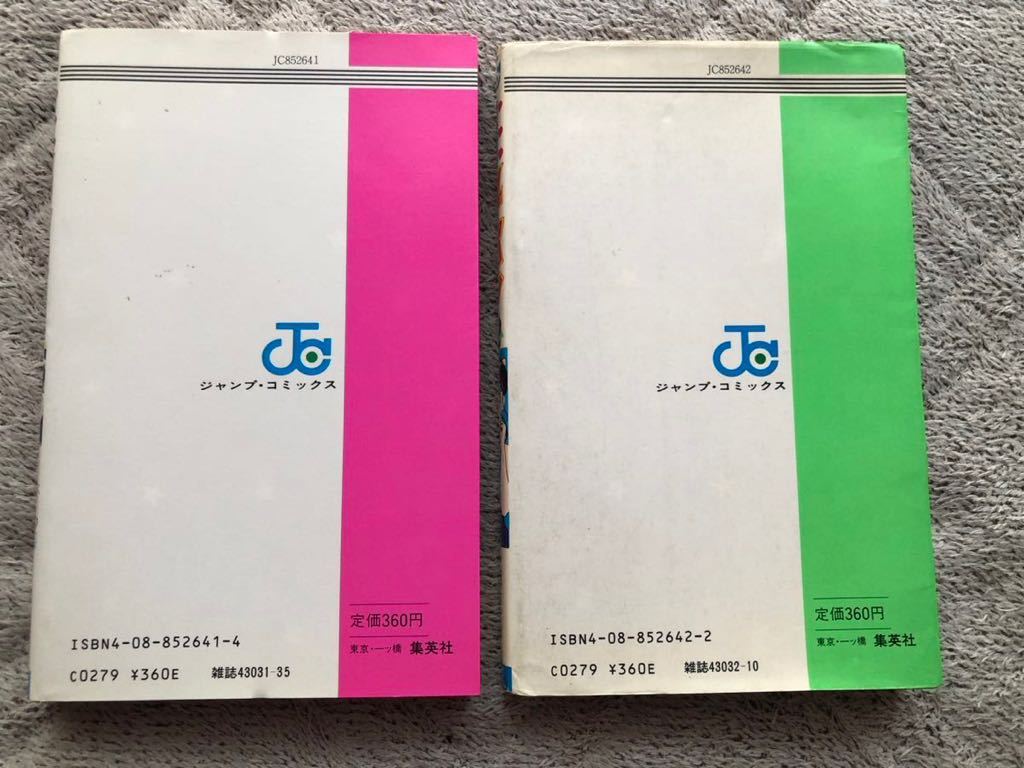 JC852641
ジャンプ・コミックス
定価360円
東京・一ツ橋 集英社
ISBN4-08-852641-4
C0279 ¥360E 雑誌43031-35
JC852642
ジャンプ・コミックス
定価360円
東京・一ツ橋 集英社
ISBN4-08-852642-2
C0279 ¥360E 雑誌43032-10